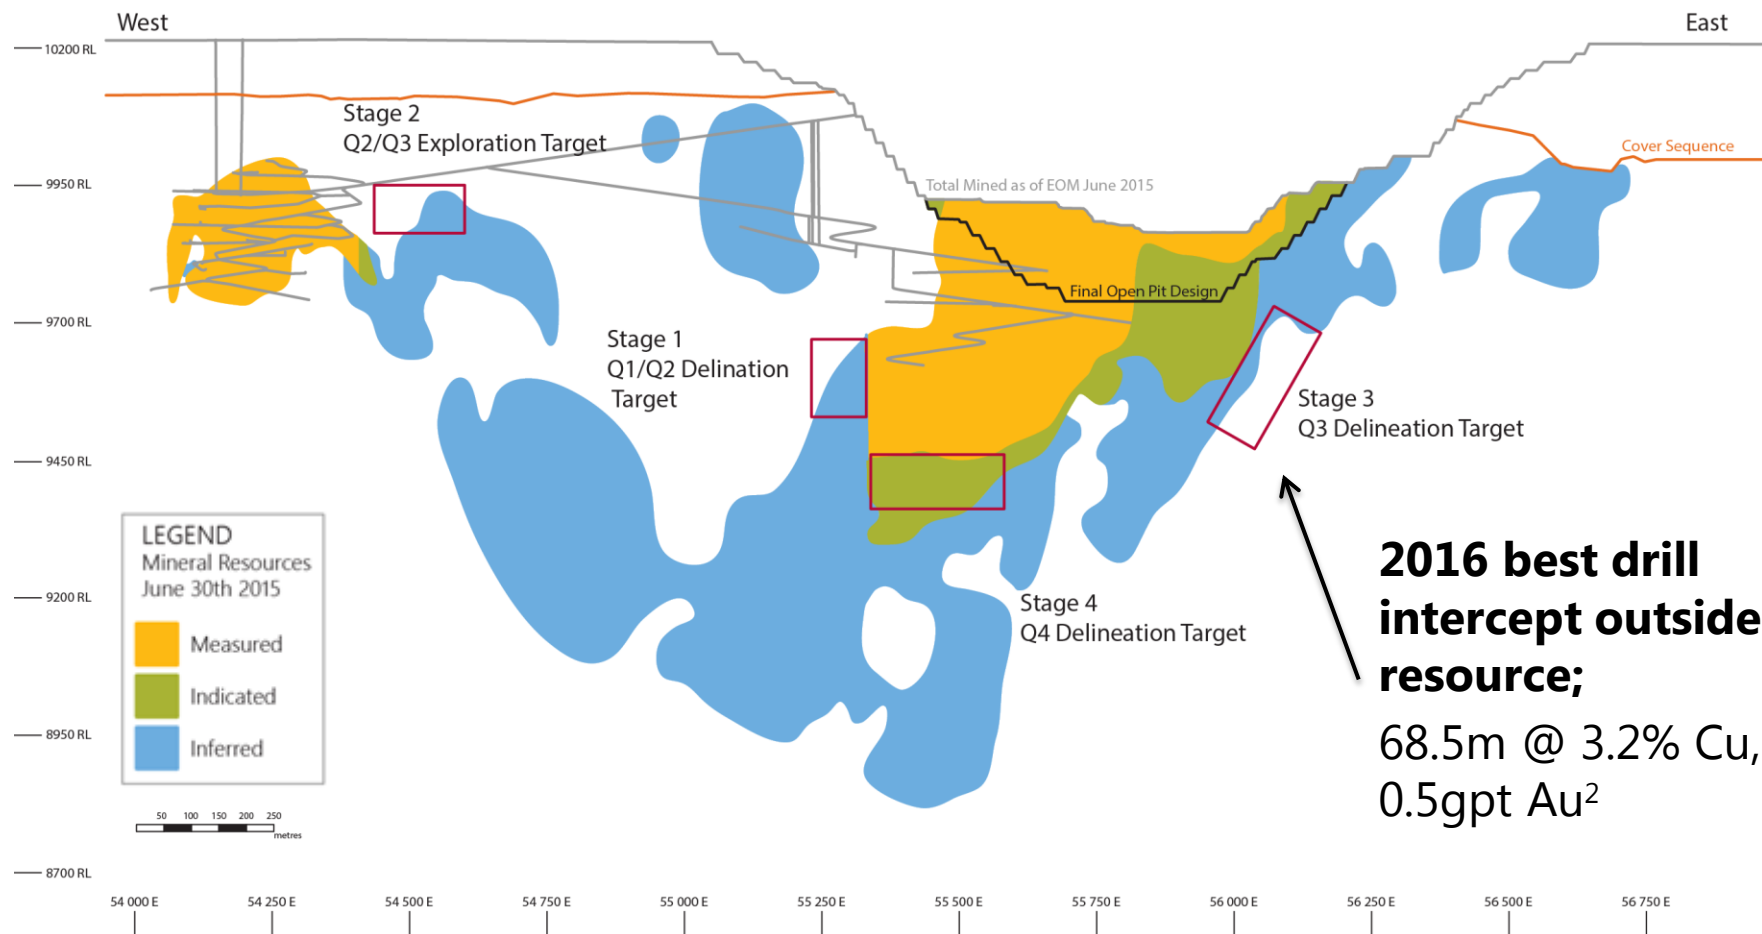 West
East
10200 RL
Stage 2
Q2/Q3 Exploration Target
Cover Sequence
9950 RL
Total Mined as of EOM June 2015
Final Open Pit Design
9700 RL
Stage 1
Q1/Q2 Delination
Target
Stage 3
Q3 Delineation Target
9450 RL
LEGEND
Mineral Resources
June 30th 2015
Measured
Indicated
Inferred
2016 best drill
intercept outside
resource;
68.5m @ 3.2% Cu,
0.5gpt Au²
9200 RL
Stage 4
Q4 Delineation Target
8950 RL
50 100 150 200 250
metres
8700 RL
54 000 E 54 250 E 54 500 E 54 750 E 55 000 E 55 250 E 55 500 E 55 750 E 56 000 E 56 250 E 56 500 E 56 750 E